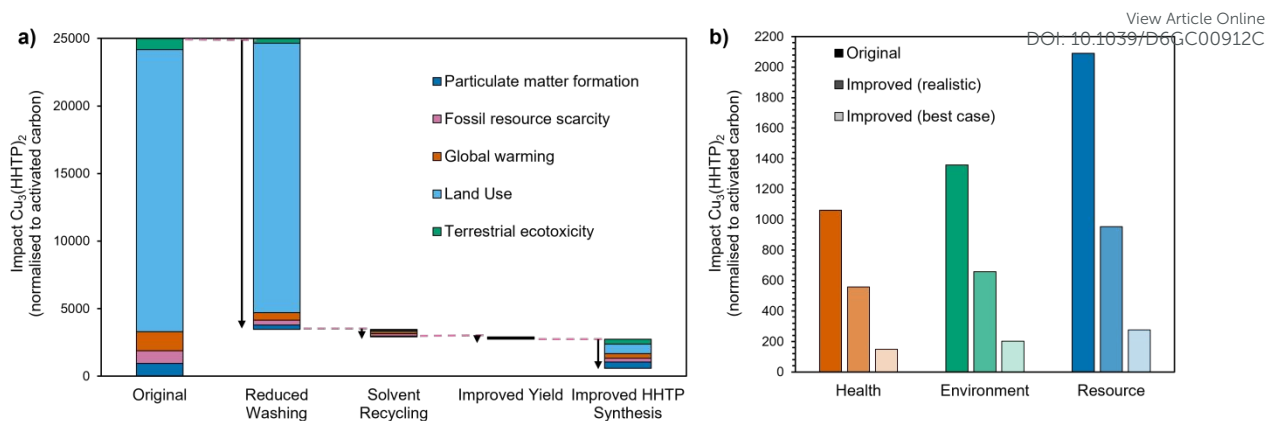 View Article Online
DOI: 10.1039/D6GC00912C
a)
Impact Cu₃(HHTP)₂
(normalised to activated carbon)
25000
20000
15000
10000
5000
0
Particulate matter formation
Fossil resource scarcity
Global warming
Land Use
Terrestrial ecotoxicity
Original
Reduced
Washing
Solvent
Recycling
Improved Yield
Improved HHTP
Synthesis
b)
Impact Cu₃(HHTP)₂
(normalised to activated carbon)
2200
2000
1800
1600
1400
1200
1000
800
600
400
200
0
Original
Improved (realistic)
Improved (best case)
Health
Environment
Resource